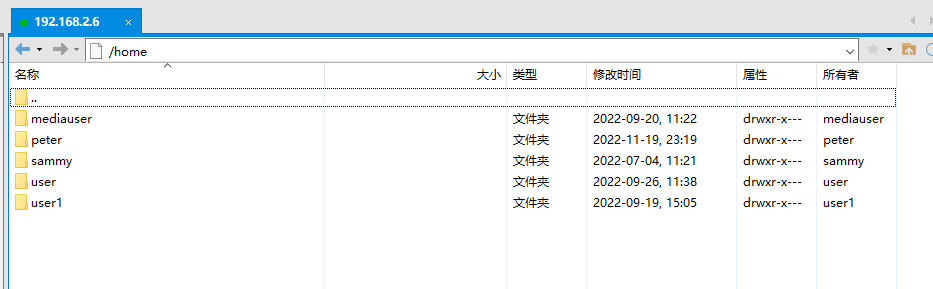 192.168.2.6 ×
/home
名称 大小 类型 修改时间 属性 所有者
..
mediauser 文件夹 2022-09-20, 11:22 drwxr-x--- mediauser
peter 文件夹 2022-11-19, 23:19 drwxr-x--- peter
sammy 文件夹 2022-07-04, 11:21 drwxr-x--- sammy
user 文件夹 2022-09-26, 11:38 drwxr-x--- user
user1 文件夹 2022-09-19, 15:05 drwxr-x--- user1